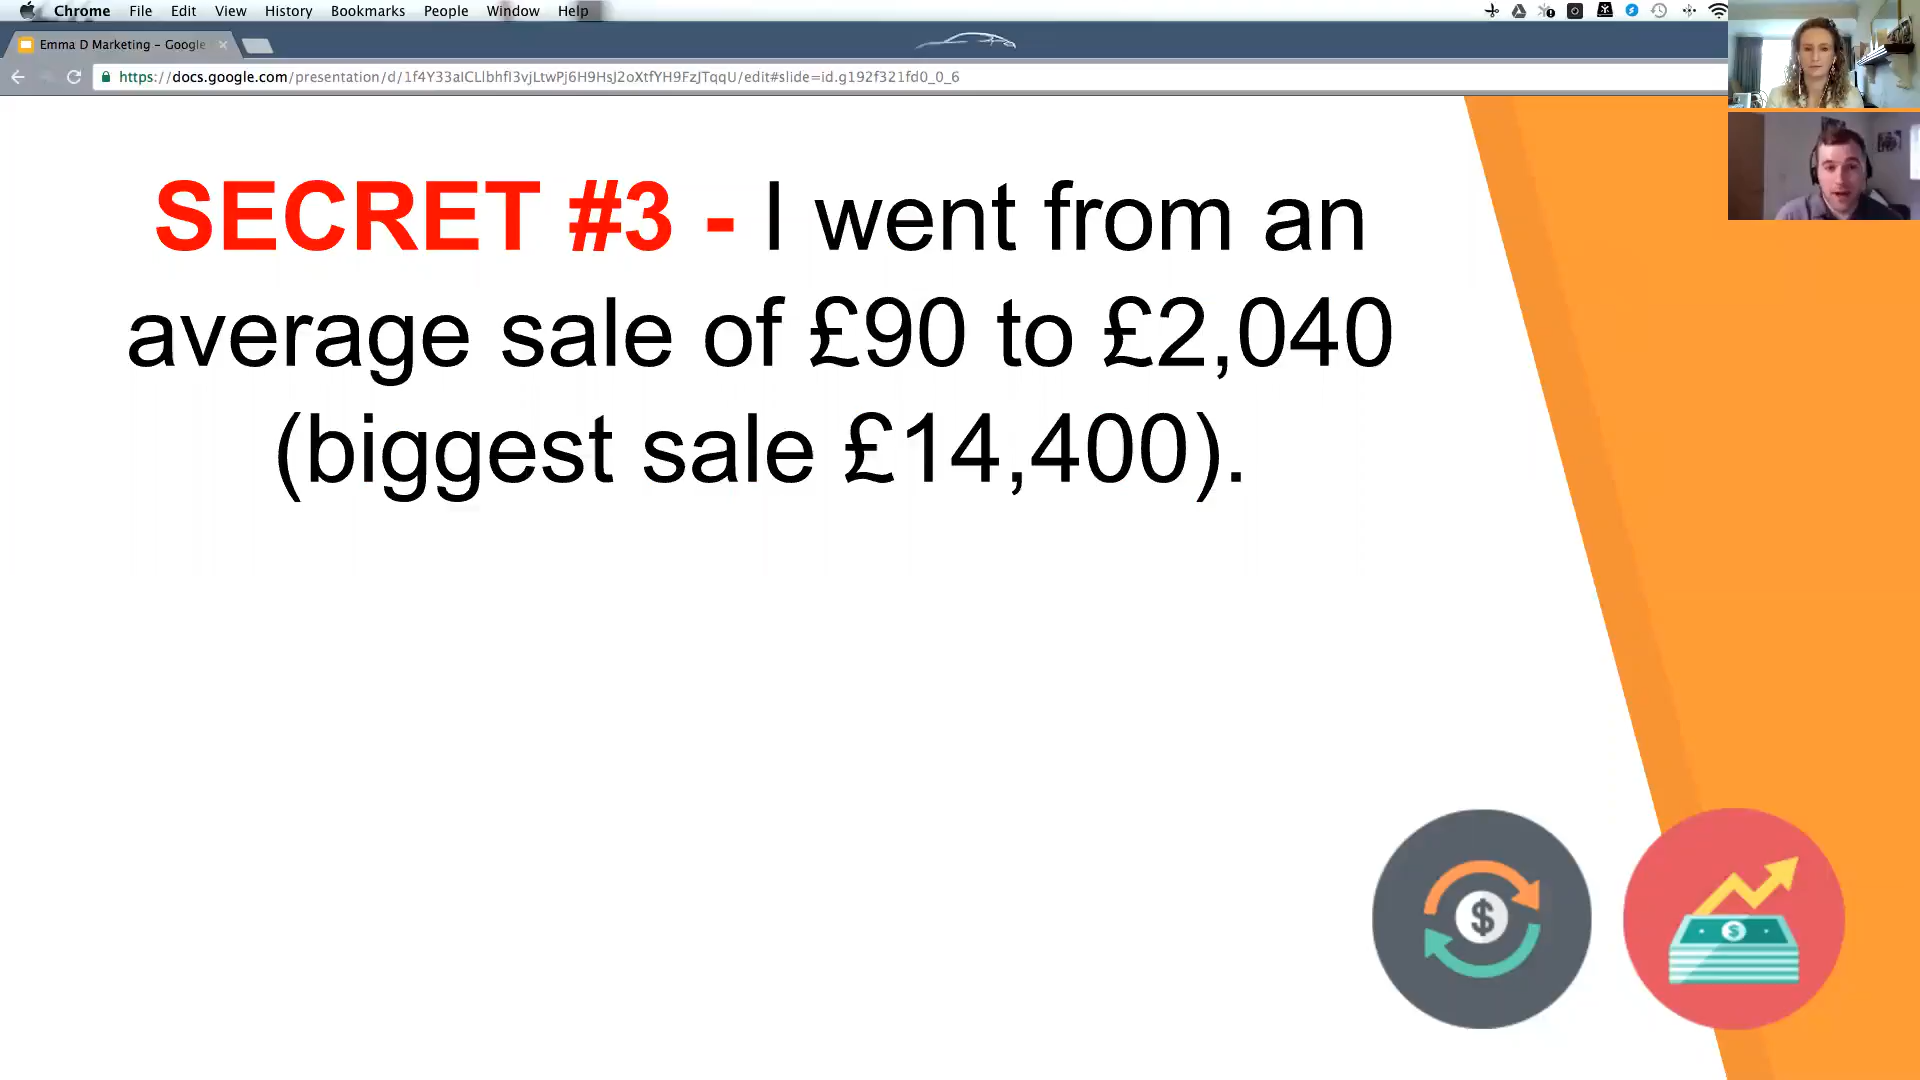 Chrome File Edit View History Bookmarks People Window Help
Emma D Marketing – Google
https://docs.google.com/presentation/d/1f4Y33aICLlbhfI3vjLtwPj6H9HsJ2oXtfYH9FzJTqqU/edit#slide=id.g192f321fd0_0_6
SECRET #3 - I went from an
average sale of £90 to £2,040
(biggest sale £14,400).
$
$